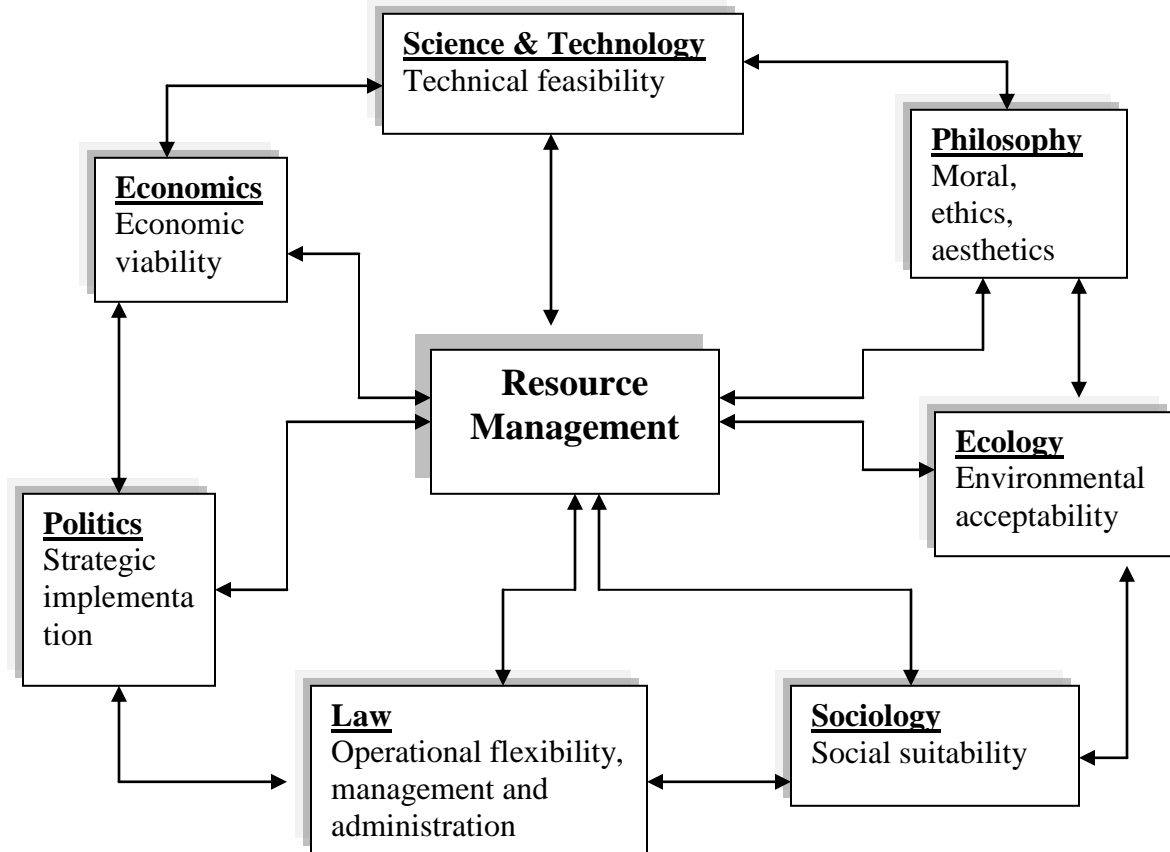 Science & Technology
Technical feasibility
Philosophy
Moral,
ethics,
aesthetics
Economics
Economic
viability
Resource
Management
Ecology
Environmental
acceptability
Politics
Strategic
implementa
tion
Law
Operational flexibility,
management and
administration
Sociology
Social suitability